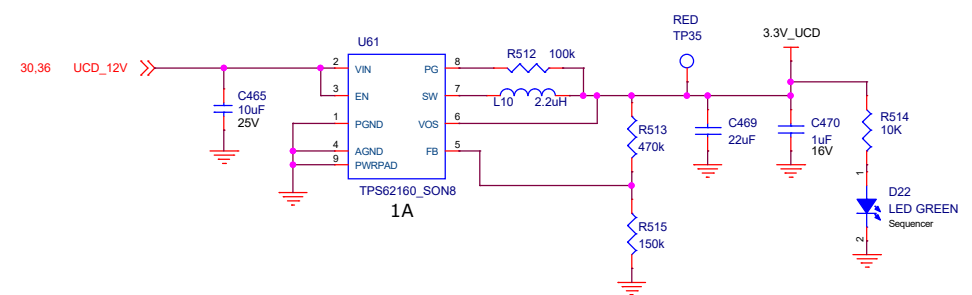 30,36 UCD_12V
C465
10uF
25V
U61
2 VIN
3 EN
1 PGND
4 AGND
9 PWRPAD
PG 8
SW 7
VOS 6
FB 5
TPS62160_SON8
1A
R512 100k
L10 2.2uH
RED
TP35
3.3V_UCD
R513
470k
R515
150k
C469
22uF
C470
1uF
16V
R514
10K
1
D22
LED GREEN
Sequencer
2